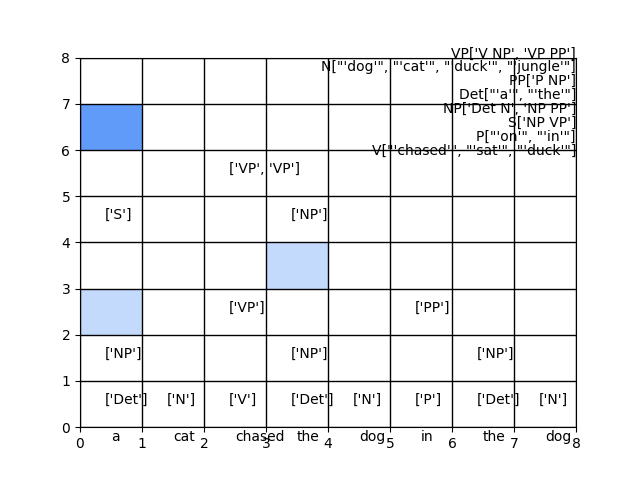 VP['V NP', 'VP PP']
8
N["'dog'", "'cat'", "'duck'", "'jungle'"]
PP['P NP']
Det["'a'", "'the'"]
7
NP['Det N', 'NP PP']
S['NP VP']
P["'on'", "'in'"]
6
V["'chased'", "'sat'", "'duck'"]
['VP', 'VP']
5
['S'] ['NP']
4
3
['VP'] ['PP']
2
['NP'] ['NP'] ['NP']
1
['Det'] ['N'] ['V'] ['Det'] ['N'] ['P'] ['Det'] ['N']
0
a cat chased the dog in the dog
0 1 2 3 4 5 6 7 8